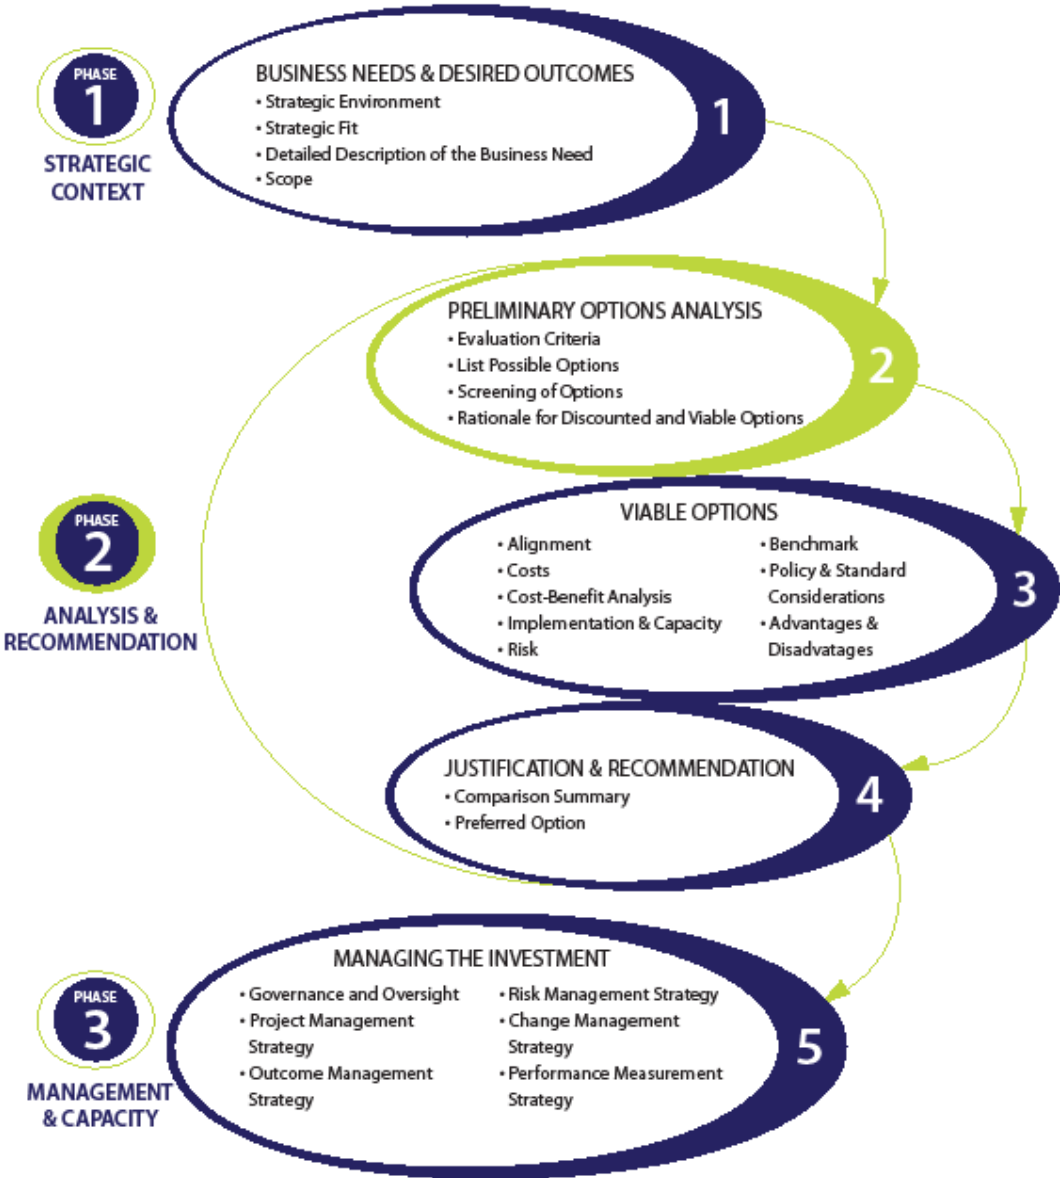 PHASE
1
STRATEGIC
CONTEXT
BUSINESS NEEDS & DESIRED OUTCOMES
• Strategic Environment
• Strategic Fit
• Detailed Description of the Business Need
• Scope
1
PRELIMINARY OPTIONS ANALYSIS
• Evaluation Criteria
• List Possible Options
• Screening of Options
• Rationale for Discounted and Viable Options
2
PHASE
2
ANALYSIS &
RECOMMENDATION
VIABLE OPTIONS
• Alignment
• Costs
• Cost-Benefit Analysis
• Implementation & Capacity
• Risk
• Benchmark
• Policy & Standard
Considerations
• Advantages &
Disadvatages
3
JUSTIFICATION & RECOMMENDATION
• Comparison Summary
• Preferred Option
4
PHASE
3
MANAGEMENT
& CAPACITY
MANAGING THE INVESTMENT
• Governance and Oversight
• Project Management
Strategy
• Outcome Management
Strategy
• Risk Management Strategy
• Change Management
Strategy
• Performance Measurement
Strategy
5